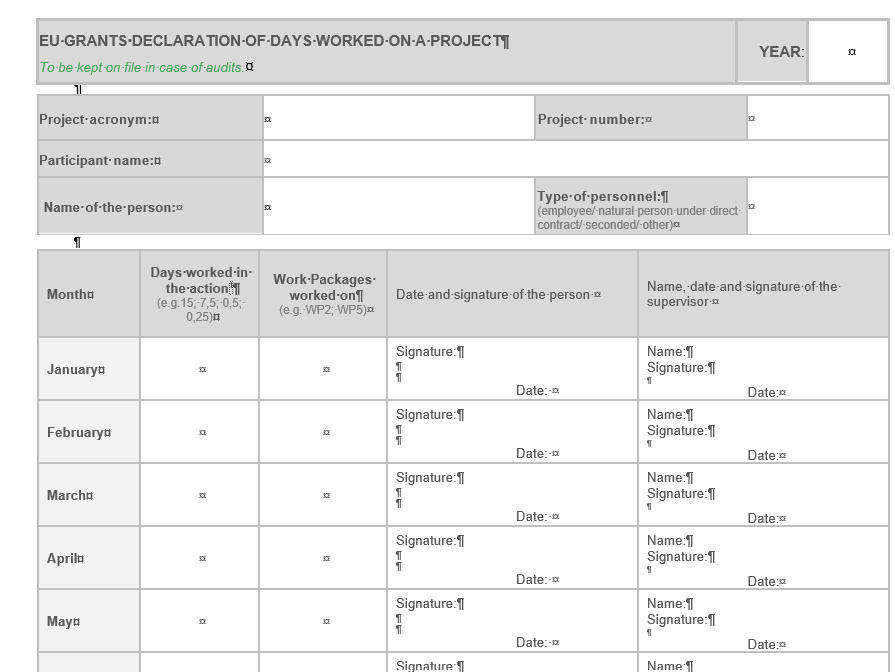 EU·GRANTS·DECLARATION·OF·DAYS·WORKED·ON·A·PROJECT¶
To·be·kept·on·file·in·case·of·audits.¤
YEAR:
¤
¶
Project·acronym:¤
¤
Project·number:¤
¤
Participant·name:¤
¤
Name·of·the·person:¤
¤
Type·of·personnel:¶
(employee/·natural·person·under·direct·
contract/·seconded/·other)¤
¤
¶
Month¤
Days·worked·in·
the·action¶
(e.g.15;·7,5;·0,5;·
0,25)¤
Work·Packages·
worked·on¶
(e.g.·WP2;·WP5)¤
Date·and·signature·of·the·person·¤
Name,·date·and·signature·of·the·
supervisor·¤
January¤
¤
¤
Signature:¶
¶
¶
Date:·¤
Name:¶
Signature:¶
¶
Date:¤
February¤
¤
¤
Signature:¶
¶
¶
Date:·¤
Name:¶
Signature:¶
¶
Date:¤
March¤
¤
¤
Signature:¶
¶
¶
Date:·¤
Name:¶
Signature:¶
¶
Date:¤
April¤
¤
¤
Signature:¶
¶
¶
Date:·¤
Name:¶
Signature:¶
¶
Date:¤
May¤
¤
¤
Signature:¶
¶
¶
Date:·¤
Name:¶
Signature:¶
¶
Date:¤
Signature:¶
Name:¶